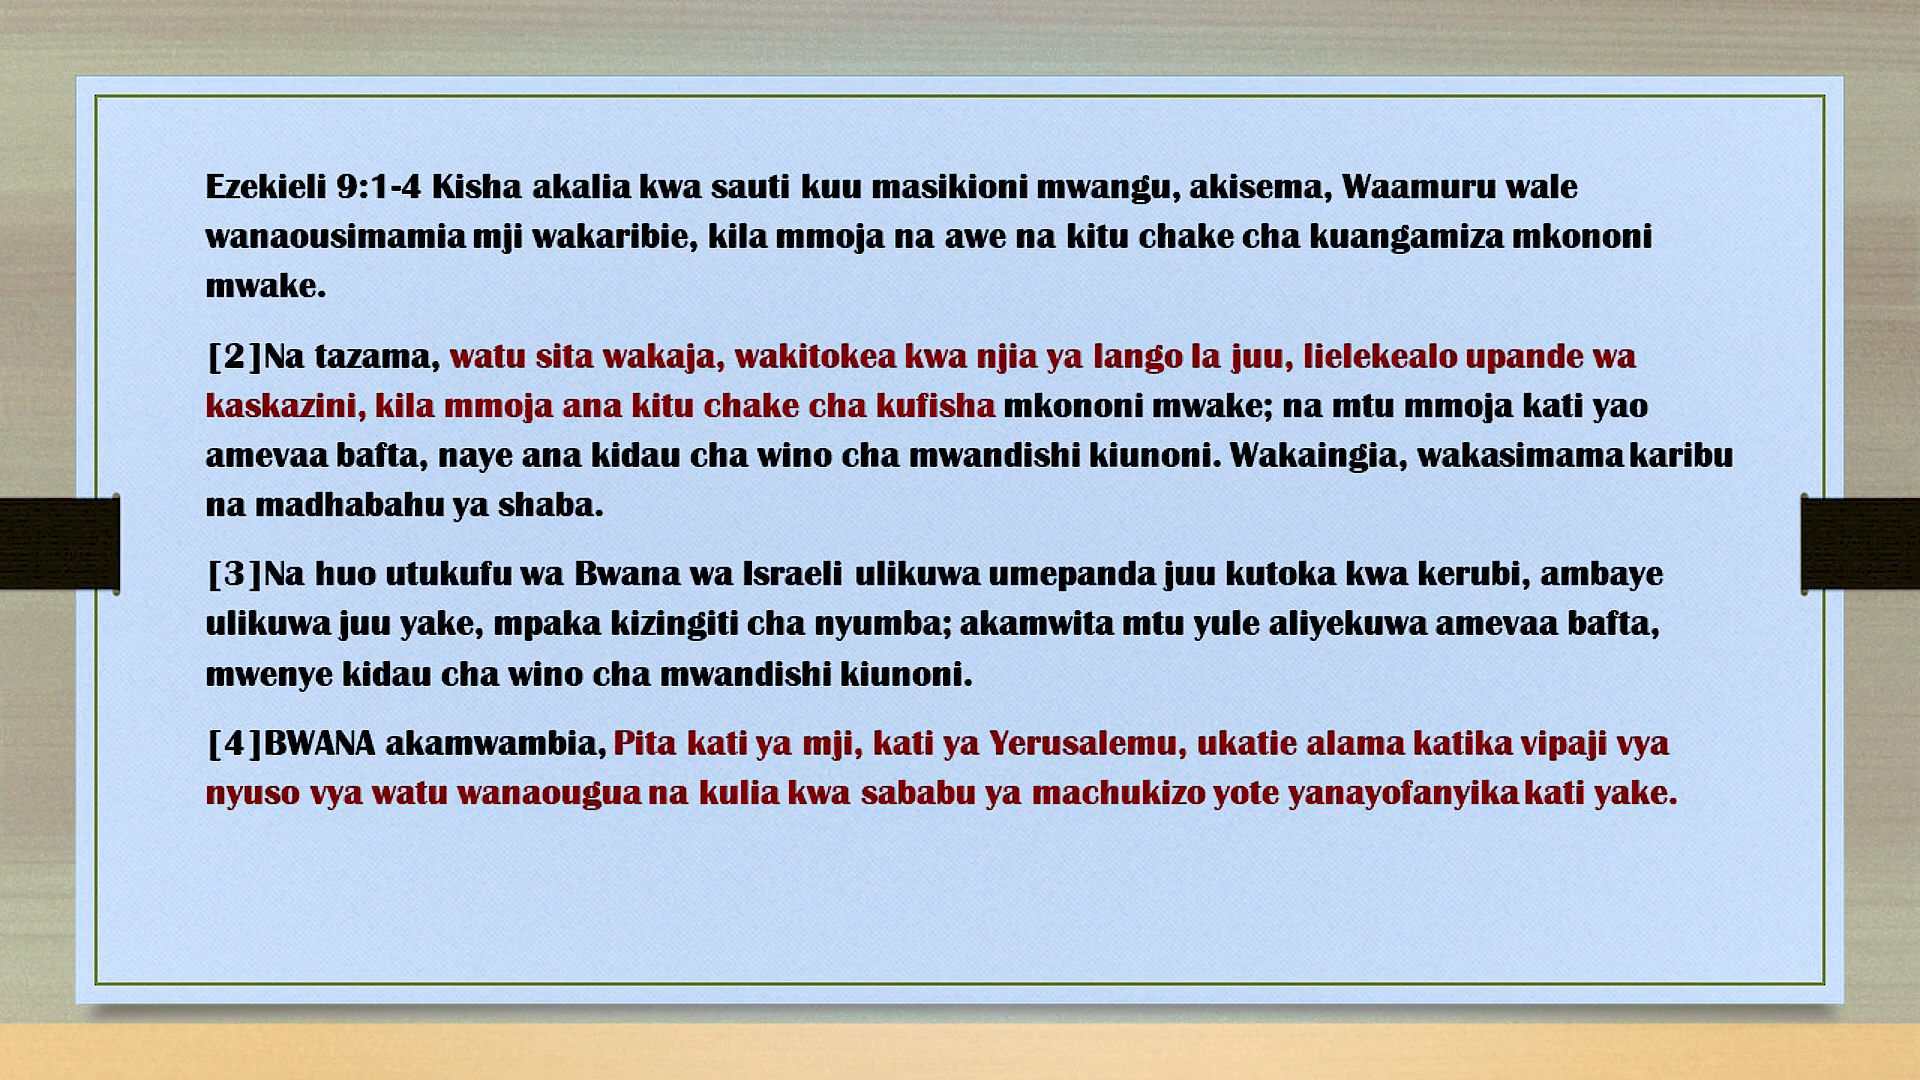 Ezekieli 9:1-4 Kisha akalia kwa sauti kuu masikioni mwangu, akisema, Waamuru wale
wanaousimamia mji wakaribie, kila mmoja na awe na kitu chake cha kuangamiza mkononi
mwake.
[2]Na tazama, watu sita wakaja, wakitokea kwa njia ya lango la juu, lielekealo upande wa
kaskazini, kila mmoja ana kitu chake cha kufisha mkononi mwake; na mtu mmoja kati yao
amevaa bafta, naye ana kidau cha wino cha mwandishi kiunoni. Wakaingia, wakasimama karibu
na madhabahu ya shaba.
[3]Na huo utukufu wa Bwana wa Israeli ulikuwa umepanda juu kutoka kwa kerubi, ambaye
ulikuwa juu yake, mpaka kizingiti cha nyumba; akamwita mtu yule aliyekuwa amevaa bafta,
mwenye kidau cha wino cha mwandishi kiunoni.
[4]BWANA akamwambia, Pita kati ya mji, kati ya Yerusalemu, ukatie alama katika vipaji vya
nyuso vya watu wanaougua na kulia kwa sababu ya machukizo yote yanayofanyika kati yake.